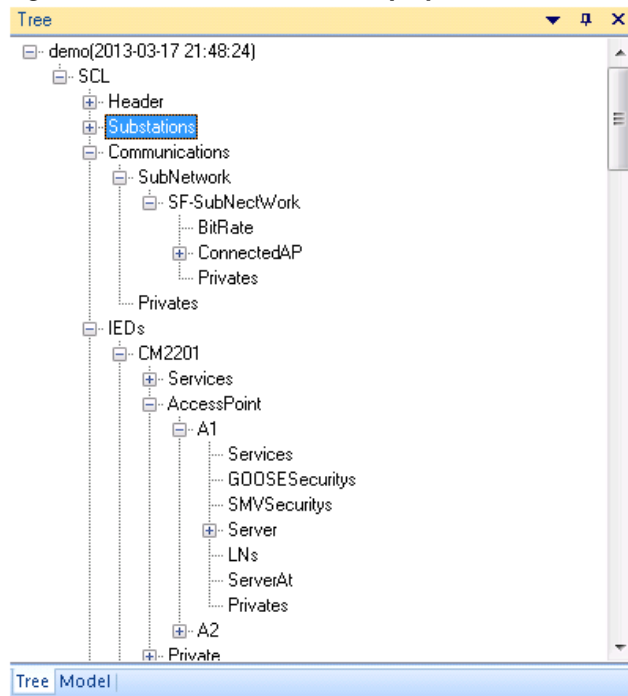 Tree
demo(2013-03-17 21:48:24)
SCL
Header
Substations
Communications
SubNetwork
SF-SubNectWork
BitRate
ConnectedAP
Privates
Privates
IEDs
CM2201
Services
AccessPoint
A1
Services
GOOSESecuritys
SMVSecuritys
Server
LNs
ServerAt
Privates
A2
Private
Tree Model